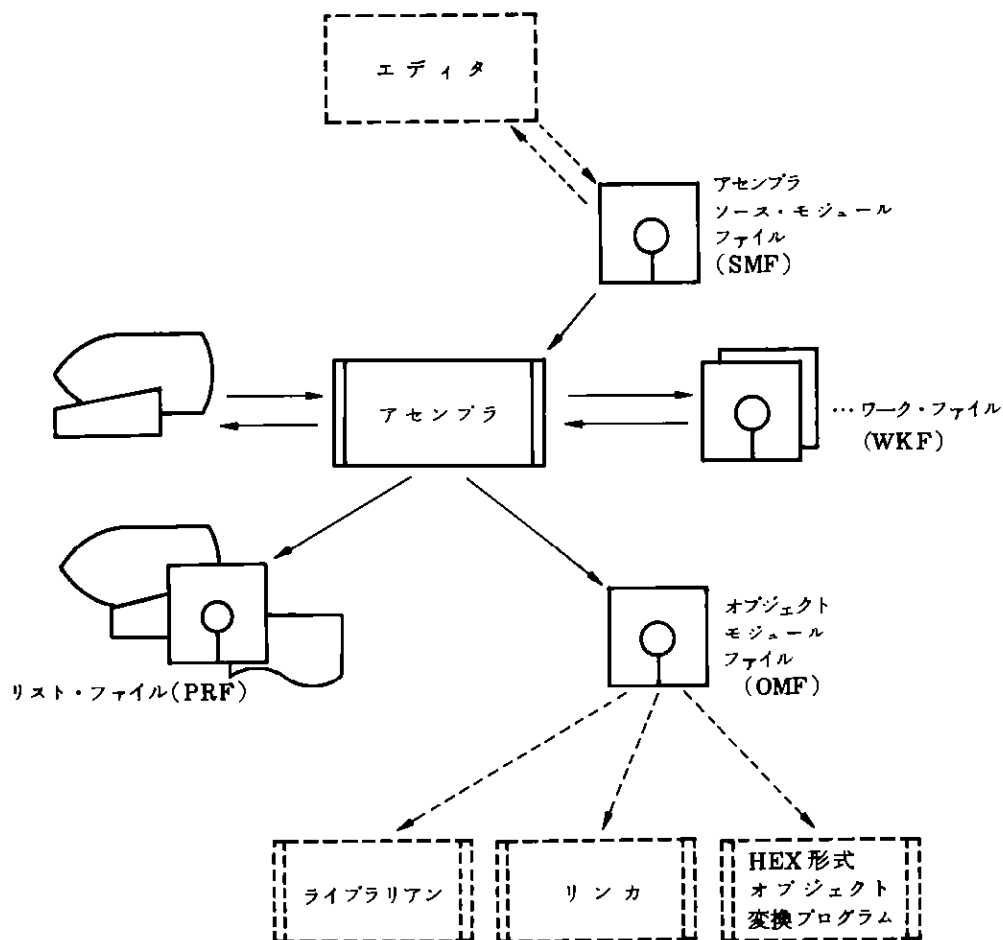 エディタ
アセンブラ
ソース・モジュール
ファイル
(SMF)
アセンブラ
…ワーク・ファイル
(WKF)
オブジェクト
モジュール
ファイル
(OMF)
リスト・ファイル(PRF)
ライブラリアン
リンカ
HEX形式
オブジェクト
変換プログラム